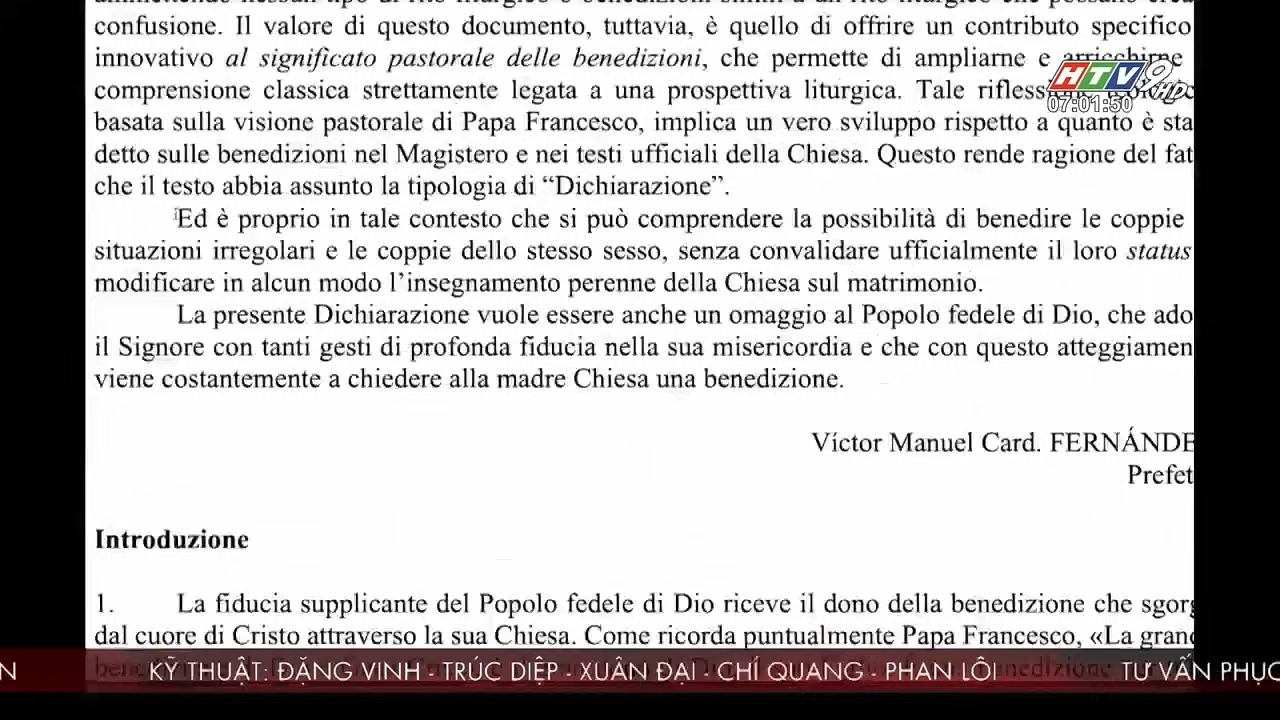 confusione. Il valore di questo documento, tuttavia, è quello di offrire un contributo specifico
innovativo al significato pastorale delle benedizioni, che permette di ampliarne e arricchirne
comprensione classica strettamente legata a una prospettiva liturgica. Tale
basata sulla visione pastorale di Papa Francesco, implica un vero sviluppo rispetto a quanto è sta
detto sulle benedizioni nel Magistero e nei testi ufficiali della Chiesa. Questo rende ragione del fat
che il testo abbia assunto la tipologia di “Dichiarazione”.
Ed è proprio in tale contesto che si può comprendere la possibilità di benedire le coppie
situazioni irregolari e le coppie dello stesso sesso, senza convalidare ufficialmente il loro status
modificare in alcun modo l’insegnamento perenne della Chiesa sul matrimonio.
La presente Dichiarazione vuole essere anche un omaggio al Popolo fedele di Dio, che ado
il Signore con tanti gesti di profonda fiducia nella sua misericordia e che con questo atteggiamen
viene costantemente a chiedere alla madre Chiesa una benedizione.
Víctor Manuel Card. FERNÁNDE
Prefet
Introduzione
1. La fiducia supplicante del Popolo fedele di Dio riceve il dono della benedizione che sgorg
dal cuore di Cristo attraverso la sua Chiesa. Come ricorda puntualmente Papa Francesco, «La grand
HTV9 HD
07:01:50
N KỸ THUẬT: ĐẶNG VINH - TRÚC DIỆP - XUÂN ĐẠI - CHÍ QUANG - PHAN LÔI TƯ VẤN PHỤC